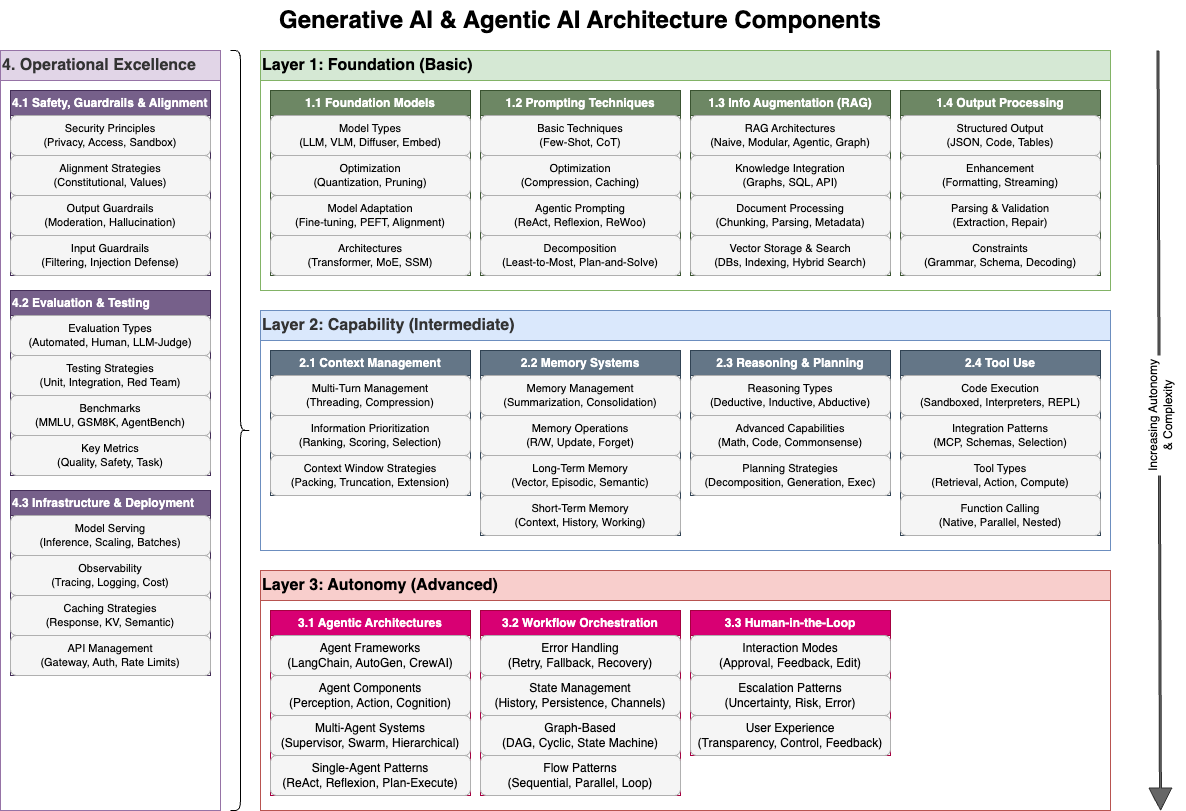 Generative AI & Agentic AI Architecture Components
4. Operational Excellence
4.1 Safety, Guardrails & Alignment
Security Principles
(Privacy, Access, Sandbox)
Alignment Strategies
(Constitutional, Values)
Output Guardrails
(Moderation, Hallucination)
Input Guardrails
(Filtering, Injection Defense)
4.2 Evaluation & Testing
Evaluation Types
(Automated, Human, LLM-Judge)
Testing Strategies
(Unit, Integration, Red Team)
Benchmarks
(MMLU, GSM8K, AgentBench)
Key Metrics
(Quality, Safety, Task)
4.3 Infrastructure & Deployment
Model Serving
(Inference, Scaling, Batches)
Observability
(Tracing, Logging, Cost)
Caching Strategies
(Response, KV, Semantic)
API Management
(Gateway, Auth, Rate Limits)
Layer 1: Foundation (Basic)
1.1 Foundation Models
Model Types
(LLM, VLM, Diffuser, Embed)
Optimization
(Quantization, Pruning)
Model Adaptation
(Fine-tuning, PEFT, Alignment)
Architectures
(Transformer, MoE, SSM)
1.2 Prompting Techniques
Basic Techniques
(Few-Shot, CoT)
Optimization
(Compression, Caching)
Agentic Prompting
(ReAct, Reflexion, ReWoo)
Decomposition
(Least-to-Most, Plan-and-Solve)
1.3 Info Augmentation (RAG)
RAG Architectures
(Naive, Modular, Agentic, Graph)
Knowledge Integration
(Graphs, SQL, API)
Document Processing
(Chunking, Parsing, Metadata)
Vector Storage & Search
(DBs, Indexing, Hybrid Search)
1.4 Output Processing
Structured Output
(JSON, Code, Tables)
Enhancement
(Formatting, Streaming)
Parsing & Validation
(Extraction, Repair)
Constraints
(Grammar, Schema, Decoding)
Layer 2: Capability (Intermediate)
2.1 Context Management
Multi-Turn Management
(Threading, Compression)
Information Prioritization
(Ranking, Scoring, Selection)
Context Window Strategies
(Packing, Truncation, Extension)
2.2 Memory Systems
Memory Management
(Summarization, Consolidation)
Memory Operations
(R/W, Update, Forget)
Long-Term Memory
(Vector, Episodic, Semantic)
Short-Term Memory
(Context, History, Working)
2.3 Reasoning & Planning
Reasoning Types
(Deductive, Inductive, Abductive)
Advanced Capabilities
(Math, Code, Commonsense)
Planning Strategies
(Decomposition, Generation, Exec)
2.4 Tool Use
Code Execution
(Sandboxed, Interpreters, REPL)
Integration Patterns
(MCP, Schemas, Selection)
Tool Types
(Retrieval, Action, Compute)
Function Calling
(Native, Parallel, Nested)
Layer 3: Autonomy (Advanced)
3.1 Agentic Architectures
Agent Frameworks
(LangChain, AutoGen, CrewAI)
Agent Components
(Perception, Action, Cognition)
Multi-Agent Systems
(Supervisor, Swarm, Hierarchical)
Single-Agent Patterns
(ReAct, Reflexion, Plan-Execute)
3.2 Workflow Orchestration
Error Handling
(Retry, Fallback, Recovery)
State Management
(History, Persistence, Channels)
Graph-Based
(DAG, Cyclic, State Machine)
Flow Patterns
(Sequential, Parallel, Loop)
3.3 Human-In-the-Loop
Interaction Modes
(Approval, Feedback, Edit)
Escalation Patterns
(Uncertainty, Risk, Error)
User Experience
(Transparency, Control, Feedback)
Increasing Autonomy
& Complexity